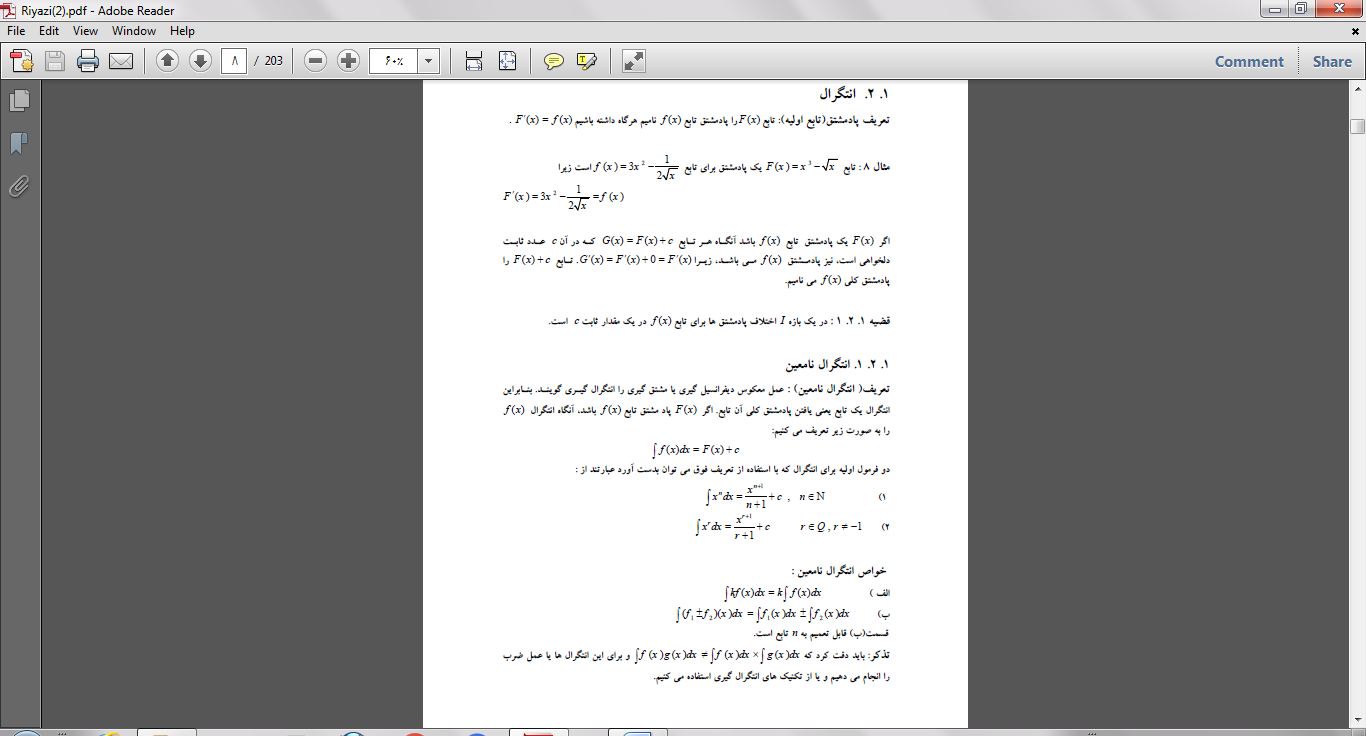 Riyazi(2).pdf - Adobe Reader
File Edit View Window Help
۸ / 203 ۶۰% Comment Share
۱. ۲. انتگرال
تعریف پادمشتق(تابع اولیه): تابع F(x) را پادمشتق تابع f(x) نامیم هرگاه داشته باشیم F′(x) = f(x) .
مثال ۸ : تابع F(x) = x³ − √x یک پادمشتق برای تابع f(x) = 3x² − 1/(2√x) است زیرا
F′(x) = 3x² − 1/(2√x) = f(x)
اگر F(x) یک پادمشتق تابع f(x) باشد آنگاه هر تابع G(x) = F(x) + c که در آن c عدد ثابت
دلخواهی است، نیز پادمشتق f(x) می باشد، زیرا G′(x) = F′(x) + 0 = F′(x). تابع F(x) + c را
پادمشتق کلی f(x) می نامیم.
قضیه ۱. ۲. ۱ : در یک بازه I اختلاف پادمشتق ها برای تابع f(x) در یک مقدار ثابت c است.
۱. ۲. ۱. انتگرال نامعین
تعریف( انتگرال نامعین) : عمل معکوس دیفرانسیل گیری یا مشتق گیری را انتگرال گیری گویند. بنابراین
انتگرال یک تابع یعنی یافتن پادمشتق کلی آن تابع. اگر F(x) پاد مشتق تابع f(x) باشد، آنگاه انتگرال f(x)
را به صورت زیر تعریف می کنیم:
∫ f(x)dx = F(x) + c
دو فرمول اولیه برای انتگرال که با استفاده از تعریف فوق می توان بدست آورد عبارتند از :
۱) ∫ xⁿ dx = xⁿ⁺¹/(n+1) + c , n ∈ N
۲) ∫ xʳ dx = xʳ⁺¹/(r+1) + c r ∈ Q , r ≠ −1
خواص انتگرال نامعین :
الف ) ∫ kf(x)dx = k∫ f(x)dx
ب) ∫ (f₁ ± f₂)(x)dx = ∫ f₁(x)dx ± ∫ f₂(x)dx
قسمت(ب) قابل تعمیم به n تابع است.
تذکر: باید دقت کرد که ∫ f(x)g(x)dx ≠ ∫ f(x)dx × ∫ g(x)dx و برای این انتگرال ها یا عمل ضرب
را انجام می دهیم و یا از تکنیک های انتگرال گیری استفاده می کنیم.